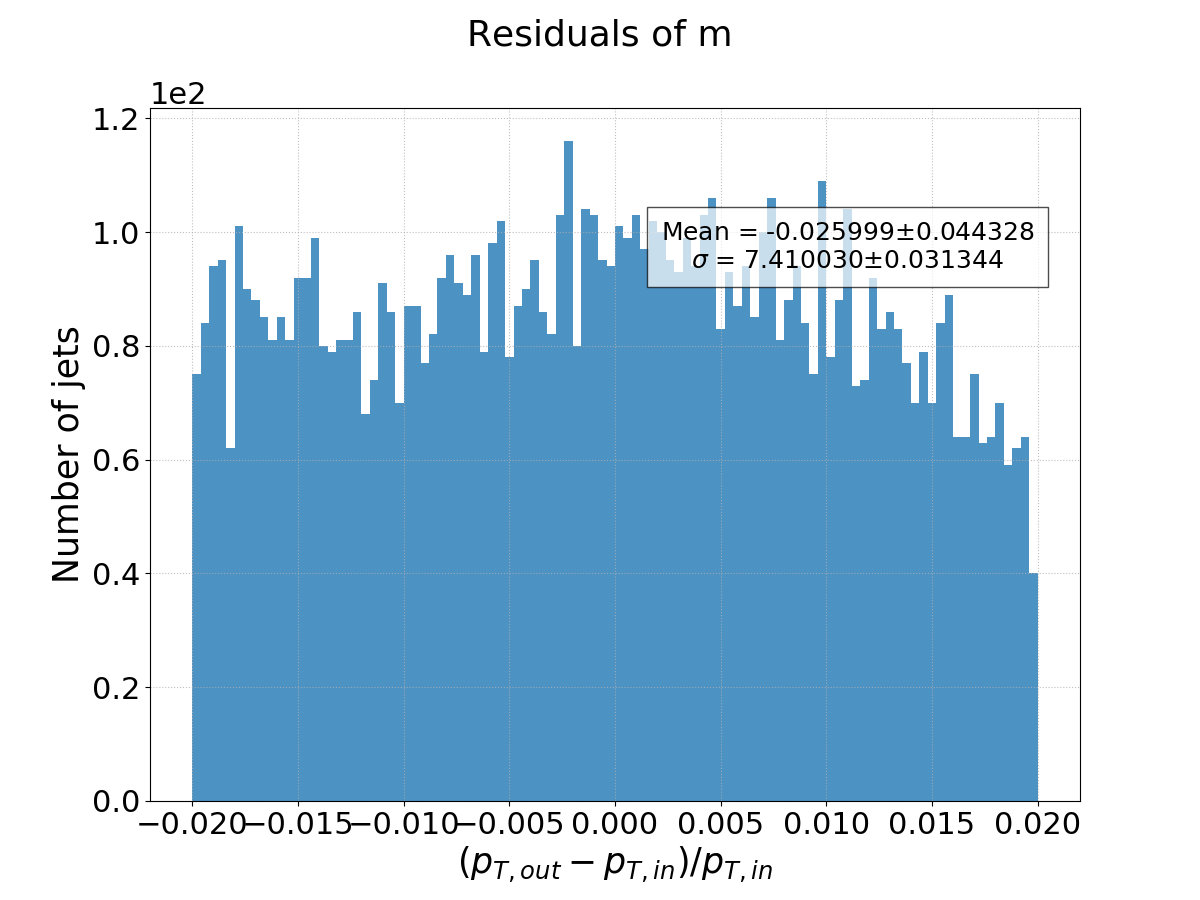 Residuals of m
1e2
1.2
1.0
0.8
0.6
0.4
0.2
0.0
Number of jets
Mean = -0.025999±0.044328
σ = 7.410030±0.031344
−0.020 −0.015 −0.010 −0.005 0.000 0.005 0.010 0.015 0.020
(p_{T,out} − p_{T,in})/p_{T,in}